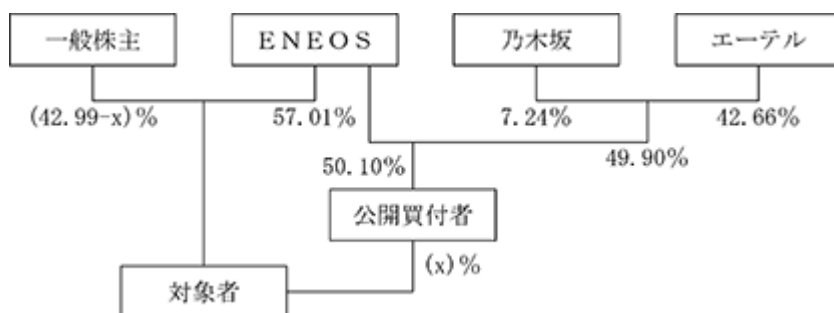 一般株主
ENEOS
乃木坂
エーテル
(42.99-x)%
57.01%
7.24%
42.66%
50.10%
49.90%
公開買付者
(x)%
対象者